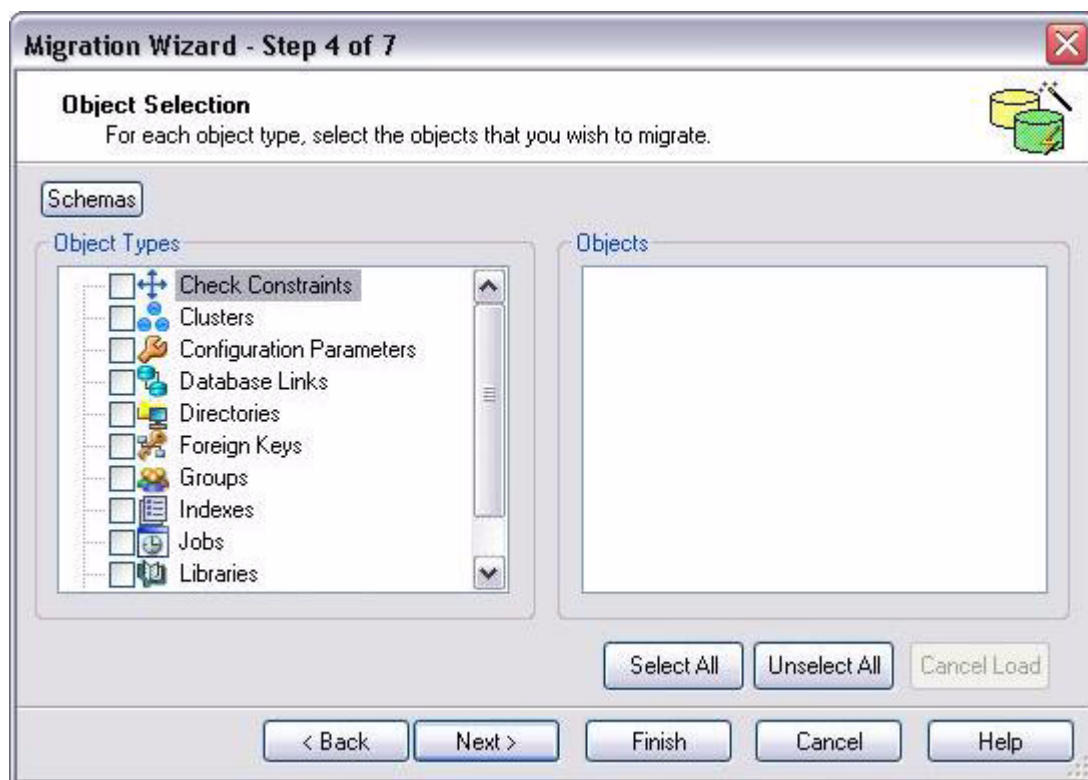 Migration Wizard - Step 4 of 7
Object Selection
For each object type, select the objects that you wish to migrate.
Schemas
Object Types
Check Constraints
Clusters
Configuration Parameters
Database Links
Directories
Foreign Keys
Groups
Indexes
Jobs
Libraries
Objects
Select All Unselect All Cancel Load
< Back Next > Finish Cancel Help